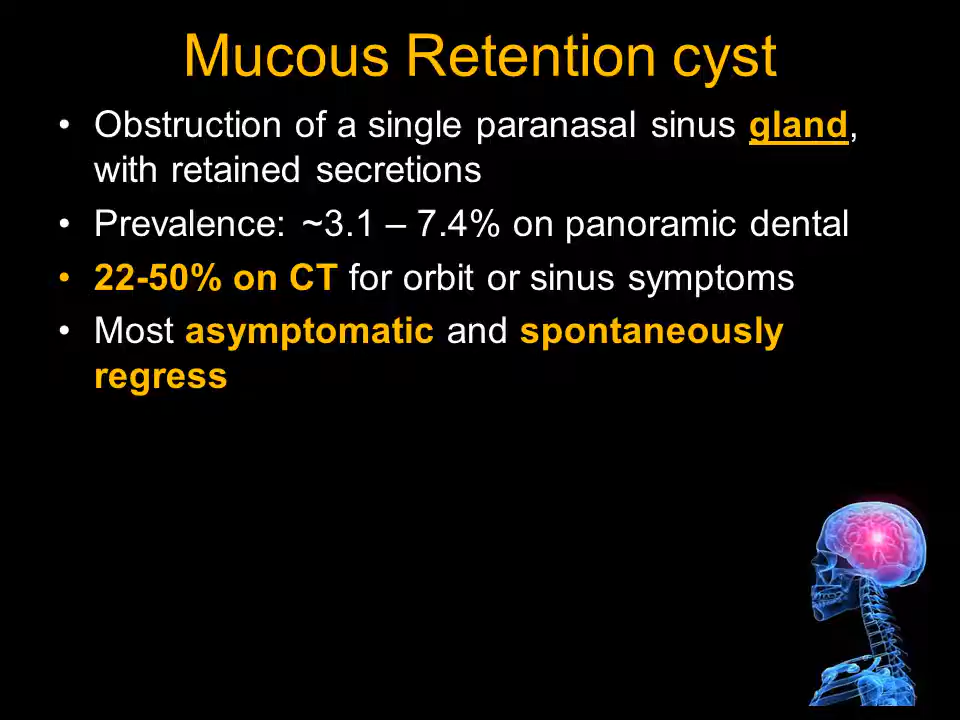 Mucous Retention cyst
• Obstruction of a single paranasal sinus gland,
with retained secretions
• Prevalence: ~3.1 – 7.4% on panoramic dental
• 22-50% on CT for orbit or sinus symptoms
• Most asymptomatic and spontaneously
regress